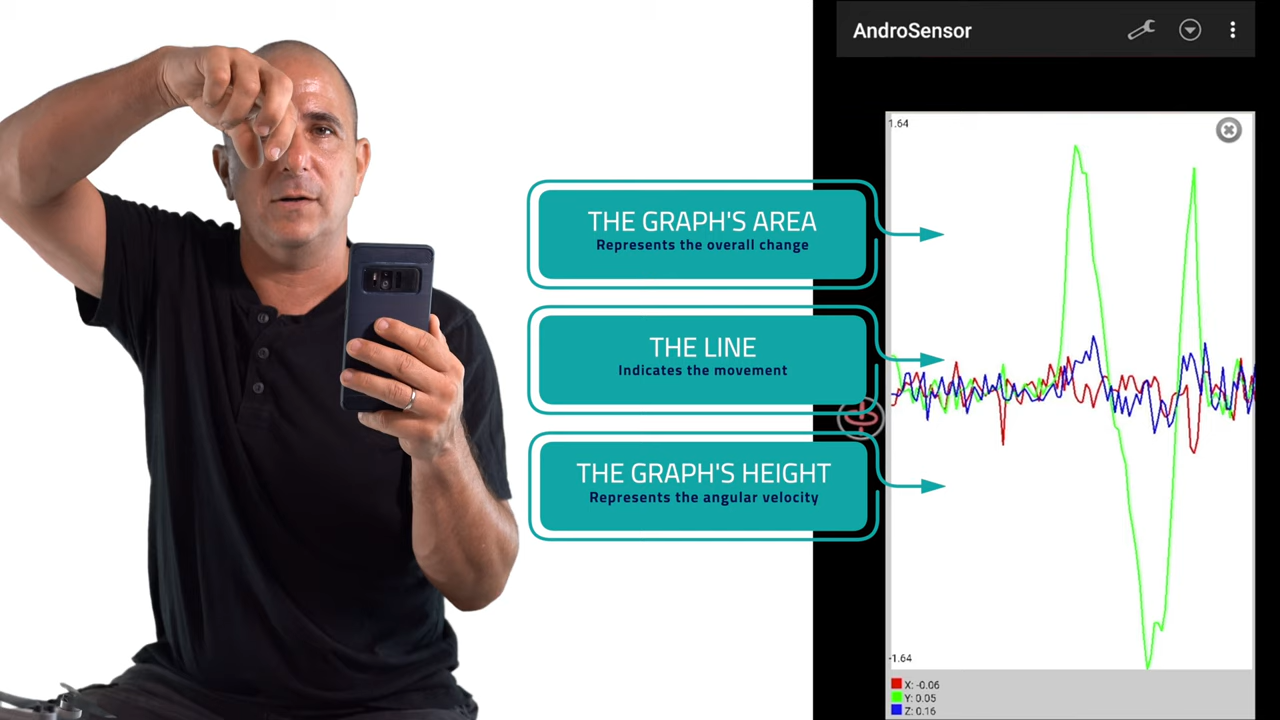 AndroSensor
1.64
THE GRAPH'S AREA
Represents the overall change
THE LINE
Indicates the movement
THE GRAPH'S HEIGHT
Represents the angular velocity
-1.64
X: -0.06
Y: 0.05
Z: 0.16